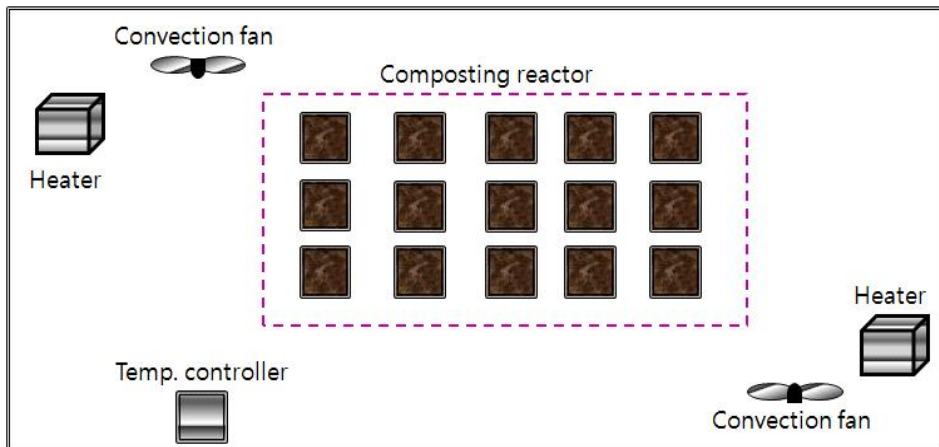 Convection fan
Composting reactor
Heater
Heater
Temp. controller
Convection fan